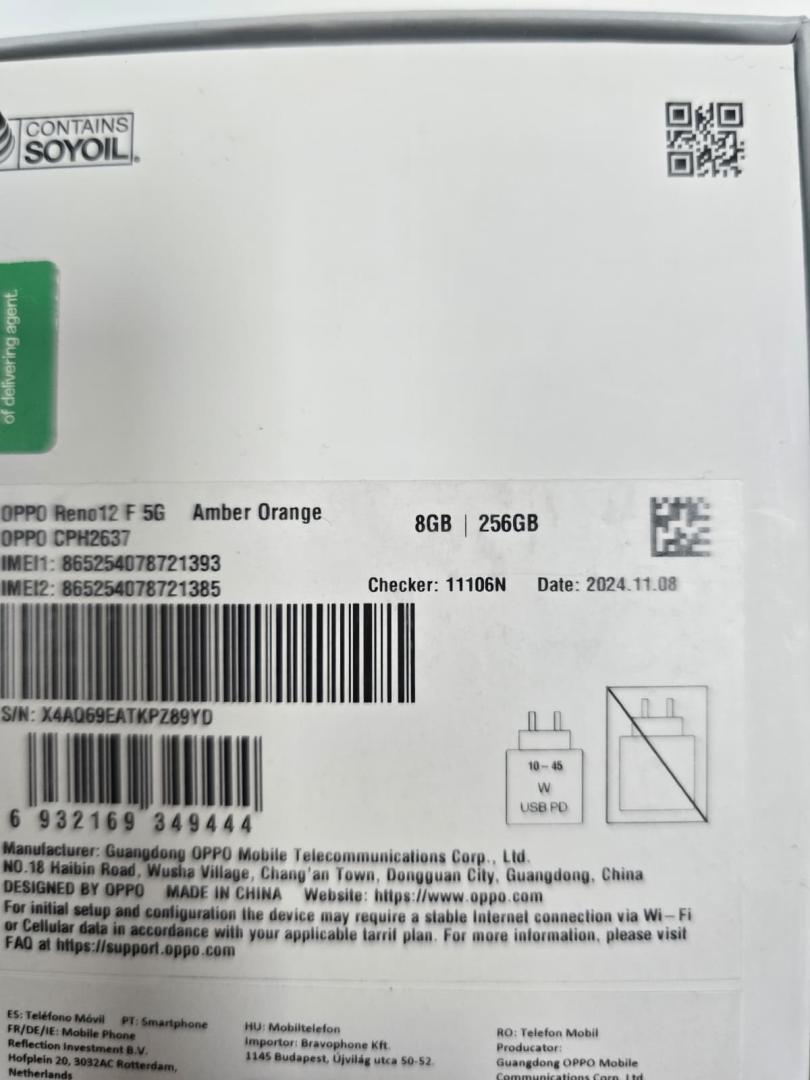 CONTAINS
SOYOIL
of delivering agent.
OPPO Reno12 F 5G Amber Orange 8GB | 256GB
OPPO CPH2637
IMEI1: 865254078721393
IMEI2: 865254078721385 Checker: 11106N Date: 2024.11.08
S/N: X4AQ69EATKPZ89YD
10-45
W
USB PD
6 932169 349444
Manufacturer: Guangdong OPPO Mobile Telecommunications Corp., Ltd.
NO.18 Haibin Road, Wusha Village, Chang'an Town, Dongguan City, Guangdong, China
DESIGNED BY OPPO MADE IN CHINA Website: https://www.oppo.com
For initial setup and configuration the device may require a stable Internet connection via Wi-Fi
or Cellular data in accordance with your applicable tarrif plan. For more information, please visit
FAQ at https://support.oppo.com
ES: Teléfono Móvil PT: Smartphone
FR/DE/IE: Mobile Phone
Reflection Investment B.V.
Hofplein 20, 3032AC Rotterdam,
Netherlands
HU: Mobiltelefon
Importor: Bravophone Kft.
1145 Budapest, Újvilág utca 50-52.
RO: Telefon Mobil
Producator:
Guangdong OPPO Mobile
Communications Corp. Ltd.